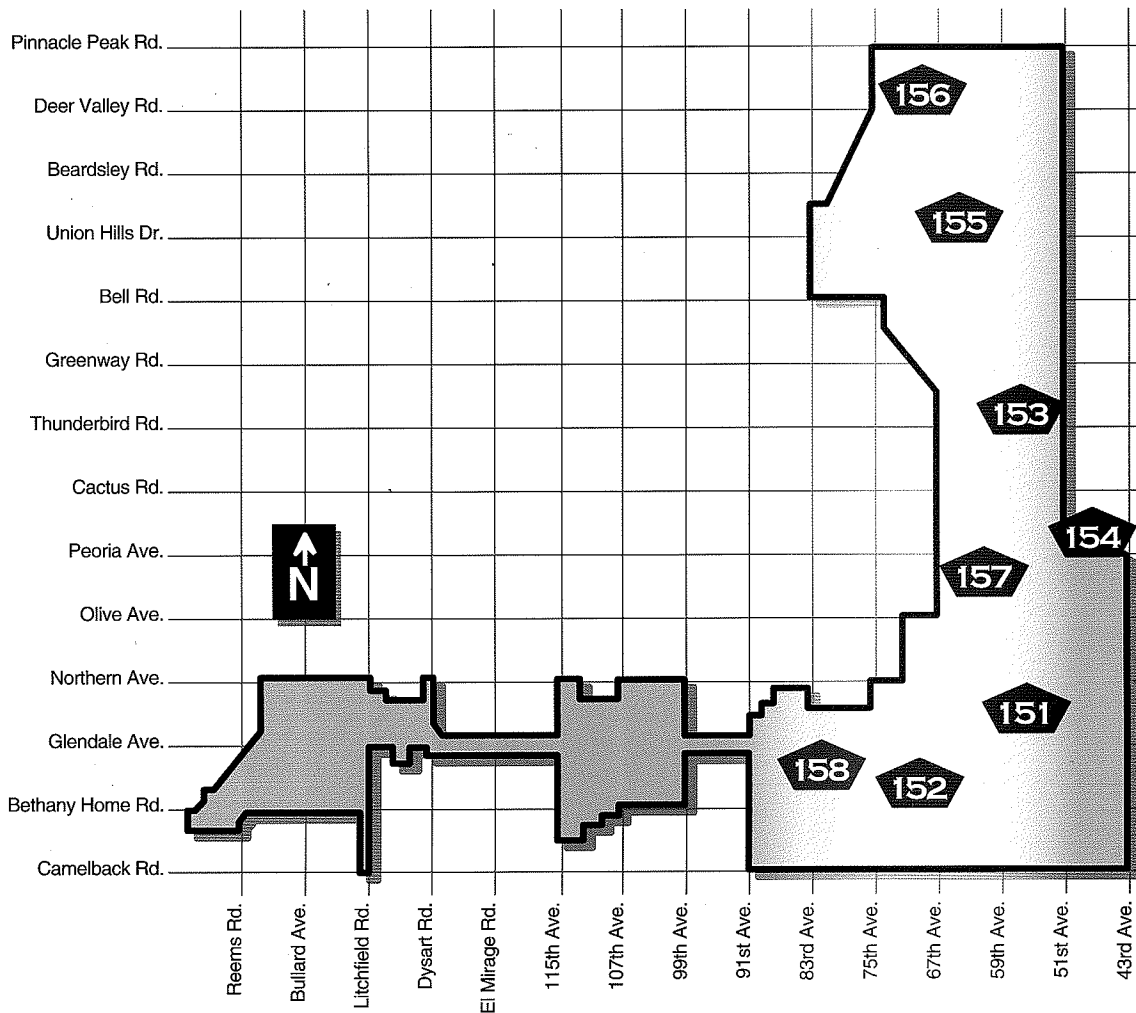 Pinnacle Peak Rd.
156
Deer Valley Rd.
Beardsley Rd.
155
Union Hills Dr.
Bell Rd.
Greenway Rd.
153
Thunderbird Rd.
Cactus Rd.
154
Peoria Ave.
N
157
Olive Ave.
Northern Ave.
151
Glendale Ave.
158
152
Bethany Home Rd.
Camelback Rd.
Reems Rd.
Bullard Ave.
Litchfield Rd.
Dysart Rd.
El Mirage Rd.
115th Ave.
107th Ave.
99th Ave.
91st Ave.
83rd Ave.
75th Ave.
67th Ave.
59th Ave.
51st Ave.
43rd Ave.